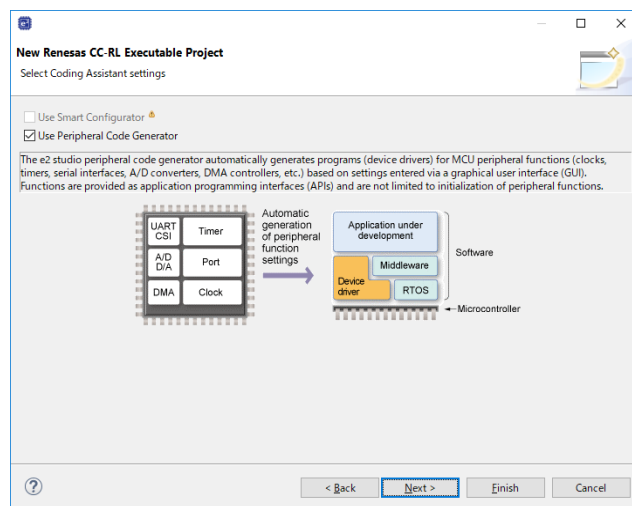 New Renesas CC-RL Executable Project
Select Coding Assistant settings
Use Smart Configurator
Use Peripheral Code Generator
The e2 studio peripheral code generator automatically generates programs (device drivers) for MCU peripheral functions (clocks,
timers, serial interfaces, A/D converters, DMA controllers, etc.) based on settings entered via a graphical user interface (GUI).
Functions are provided as application programming interfaces (APIs) and are not limited to initialization of peripheral functions.
UART
CSI
Timer
A/D
D/A
Port
DMA
Clock
Automatic
generation
of peripheral
function
settings
Application under
development
Middleware
Device
driver
RTOS
Software
Microcontroller
< Back
Next >
Finish
Cancel